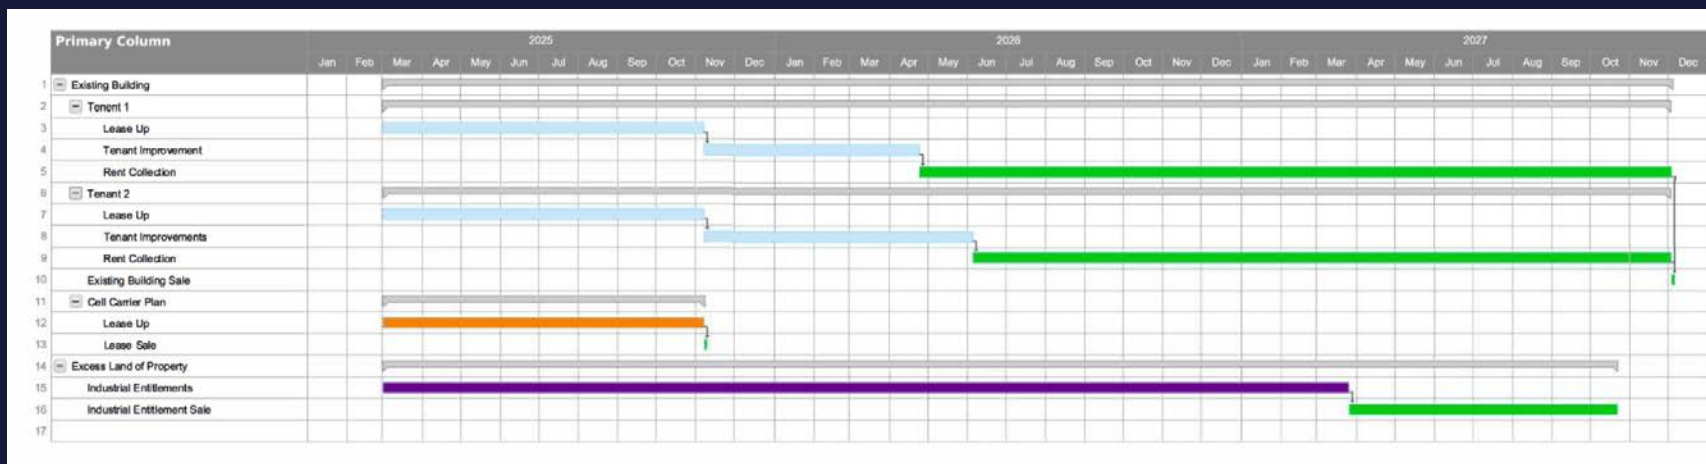 Primary Column
2025 2026 2027
Jan Feb Mar Apr May Jun Jul Aug Sep Oct Nov Dec Jan Feb Mar Apr May Jun Jul Aug Sep Oct Nov Dec Jan Feb Mar Apr May Jun Jul Aug Sep Oct Nov Dec
1 Existing Building
2 Tenant 1
3 Lease Up
4 Tenant Improvement
5 Rent Collection
6 Tenant 2
7 Lease Up
8 Tenant Improvements
9 Rent Collection
10 Existing Building Sale
11 Cell Carrier Plan
12 Lease Up
13 Lease Sale
14 Excess Land of Property
15 Industrial Entitlements
16 Industrial Entitlement Sale
17